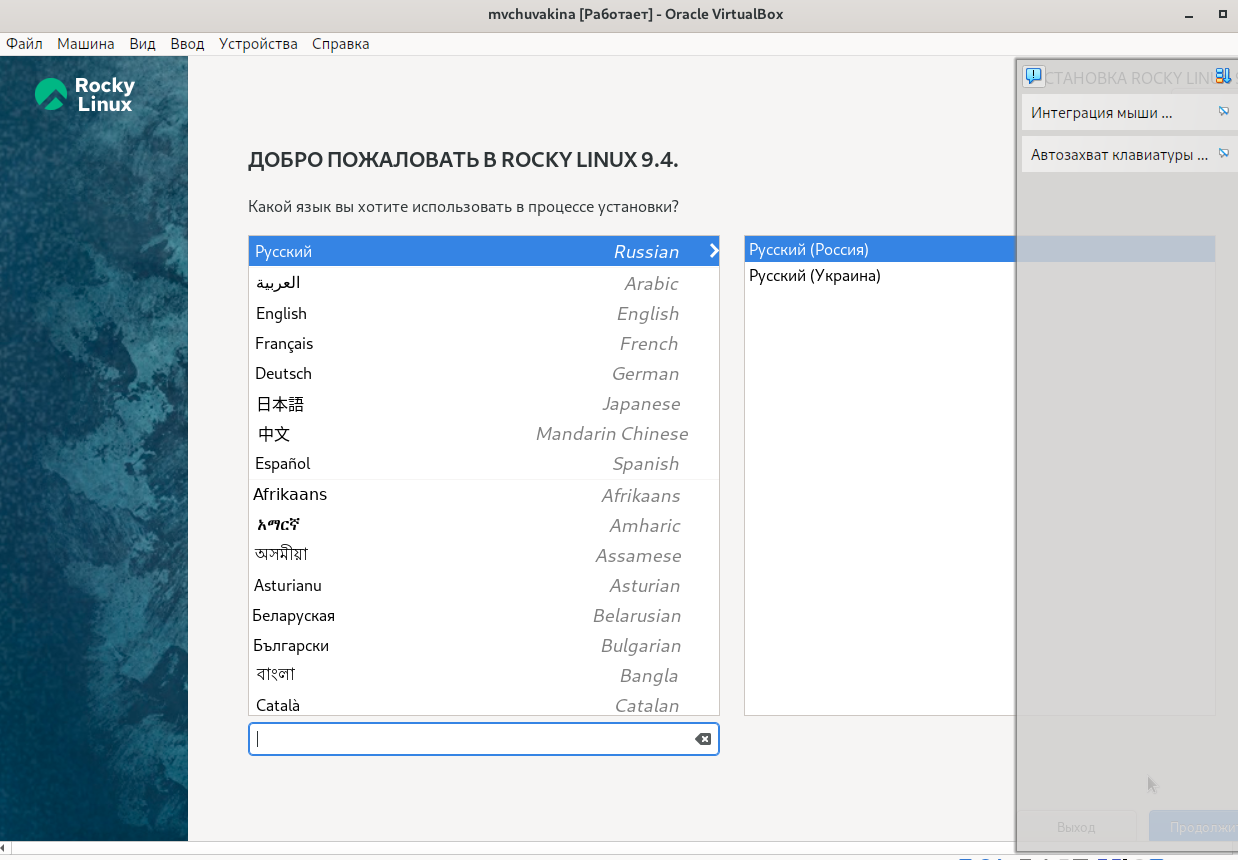 mvchuvakina [Работает] - Oracle VirtualBox
Файл Машина Вид Ввод Устройства Справка
Rocky
Linux
СТАНОВКА ROCKY LINU
Интеграция мыши ...
Автозахват клавиатуры ...
ДОБРО ПОЖАЛОВАТЬ В ROCKY LINUX 9.4.
Какой язык вы хотите использовать в процессе установки?
Русский Russian
العربية Arabic
English English
Français French
Deutsch German
日本語 Japanese
中文 Mandarin Chinese
Español Spanish
Afrikaans Afrikaans
አማርኛ Amharic
অসমীয়া Assamese
Asturianu Asturian
Беларуская Belarusian
Български Bulgarian
বাংলা Bangla
Català Catalan
Русский (Россия)
Русский (Украина)
Выход
Продолжи